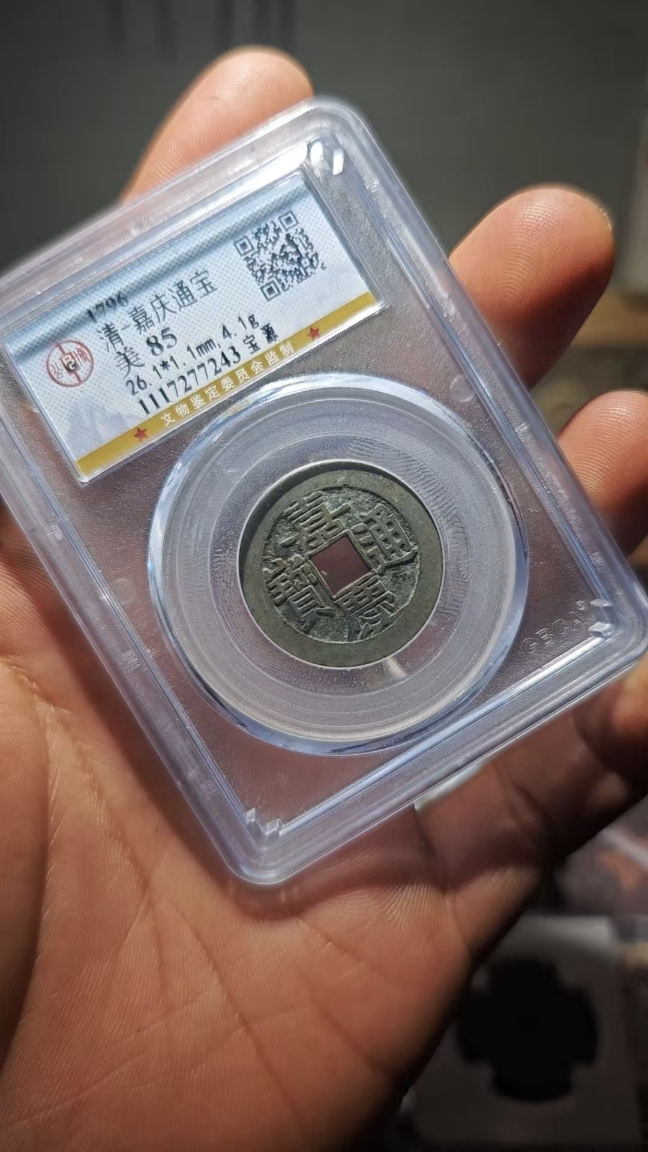 1796
清-嘉庆通宝
美 85
26.1*1.1mm,4.1g
1117277243 宝源
文物鉴定委员会监制
嘉慶通寶